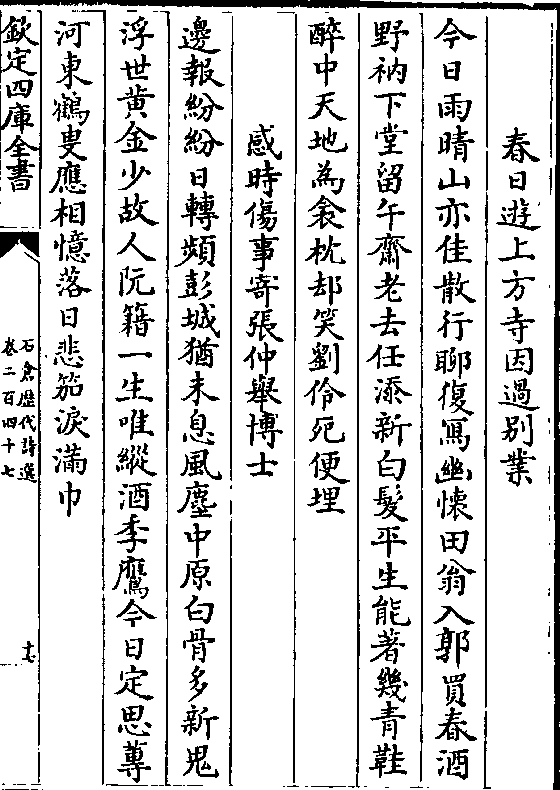 春日遊上方寺因過别業
今日雨晴山亦佳散行聊復冩幽懷田翁入郭買春酒
野衲下堂留午齋老去任添新白髮平生能著幾青鞋
醉中天地為衾枕却笑劉伶死便埋
感時傷事寄張仲舉博士
邊報紛紛日轉頻彭城猶未息風塵中原白骨多新鬼
浮世黄金少故人阮籍一生唯縱酒季鷹今日定思蓴
河東鶴叟應相憶落日悲笳淚滿巾
欽定四庫全書
石倉歴代詩選
卷二百四十七
十七